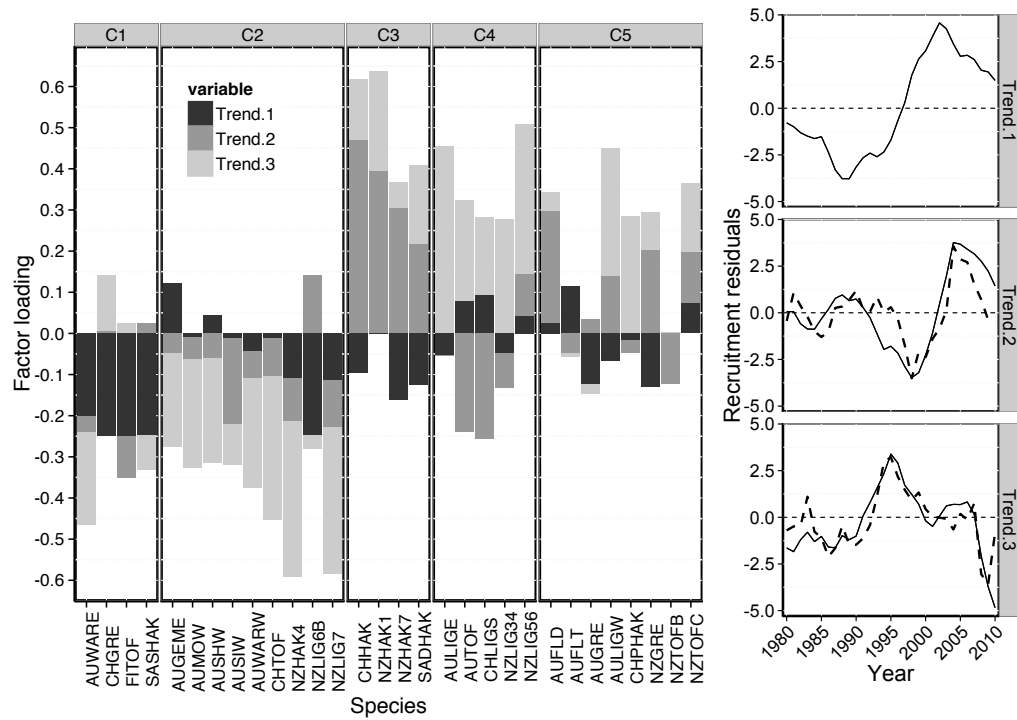 C1 C2 C3 C4 C5
variable
Trend.1
Trend.2
Trend.3
Factor loading
0.6
0.5
0.4
0.3
0.2
0.1
0.0
-0.1
-0.2
-0.3
-0.4
-0.5
-0.6
AUWARE
CHGRE
FITOF
SASHAK
AUGEME
AUMOW
AUSHW
AUSIW
AUWARW
CHTOF
NZHAK4
NZLIG6B
NZLIG7
CHHAK
NZHAK1
NZHAK7
SADHAK
AULIGE
AUTOF
CHLIGS
NZLIG34
NZLIG56
AUFLD
AUFLT
AUGRE
AULIGW
CHPHAK
NZGRE
NZTOFB
NZTOFC
Species
Recruitment residuals
5.0
2.5
0.0
-2.5
-5.0
Trend.1
5.0
2.5
0.0
-2.5
-5.0
Trend.2
5.0
2.5
0.0
-2.5
-5.0
Trend.3
1980 1985 1990 1995 2000 2005 2010
Year